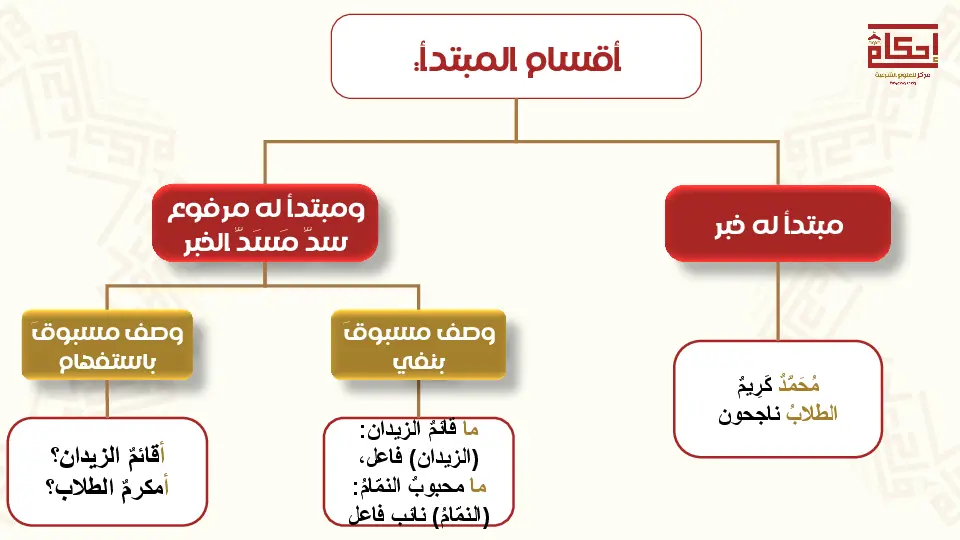 أقسام المبتدأ:
إحكام
مركز للعلوم الشرعية
مبتدأ له خبر
ومبتدأ له مرفوع
سدَّ مَسَدَّ الخبر
مُحَمَّدٌ كَرِيمٌ
الطلابُ ناجحون
وصف مسبوقَ
بنفي
وصف مسبوقَ
باستفهام
ما قائمٌ الزيدان:
(الزيدان) فاعل،
ما محبوبٌ النمّامُ:
(النمّامُ) نائب فاعل
أقائمٌ الزيدان؟
أمكرمٌ الطلاب؟